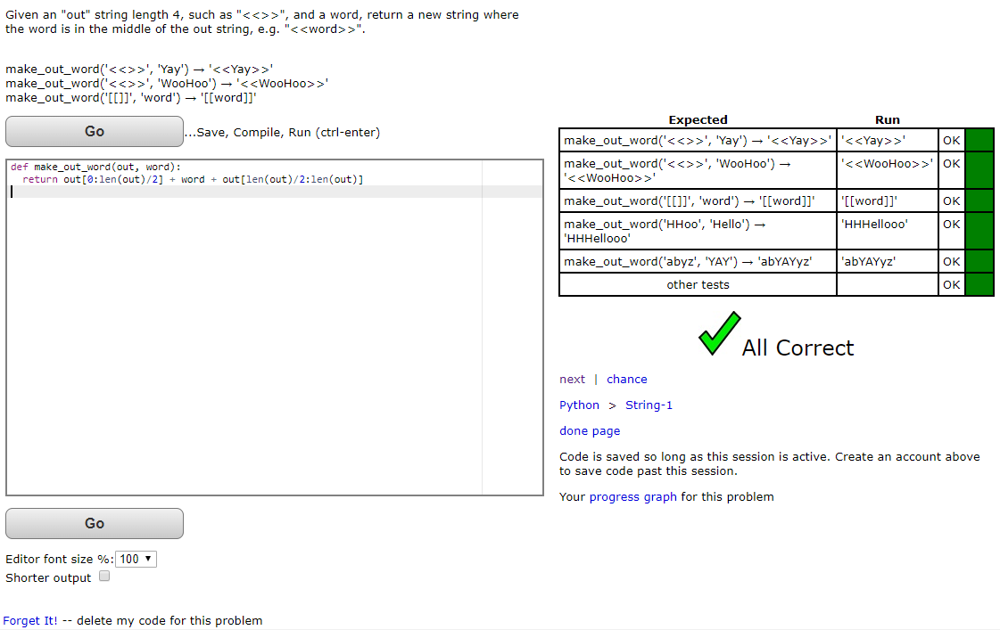 Given an "out" string length 4, such as "<<>>", and a word, return a new string where
the word is in the middle of the out string, e.g. "<<word>>".
make_out_word('<<>>', 'Yay') → '<<Yay>>'
make_out_word('<<>>', 'WooHoo') → '<<WooHoo>>'
make_out_word('[[]]', 'word') → '[[word]]'
Go
...Save, Compile, Run (ctrl-enter)
def make_out_word(out, word):
  return out[0:len(out)/2] + word + out[len(out)/2:len(out)]
Go
Editor font size %: 100
Shorter output
Forget It! -- delete my code for this problem
Expected Run
make_out_word('<<>>', 'Yay') → '<<Yay>>' '<<Yay>>' OK
make_out_word('<<>>', 'WooHoo') → '<<WooHoo>>' OK
'<<WooHoo>>'
make_out_word('[[]]', 'word') → '[[word]]' '[[word]]' OK
make_out_word('HHoo', 'Hello') → 'HHHellooo' OK
'HHHellooo'
make_out_word('abyz', 'YAY') → 'abYAYyz' 'abYAYyz' OK
other tests OK
All Correct
next | chance
Python > String-1
done page
Code is saved so long as this session is active. Create an account above
to save code past this session.
Your progress graph for this problem